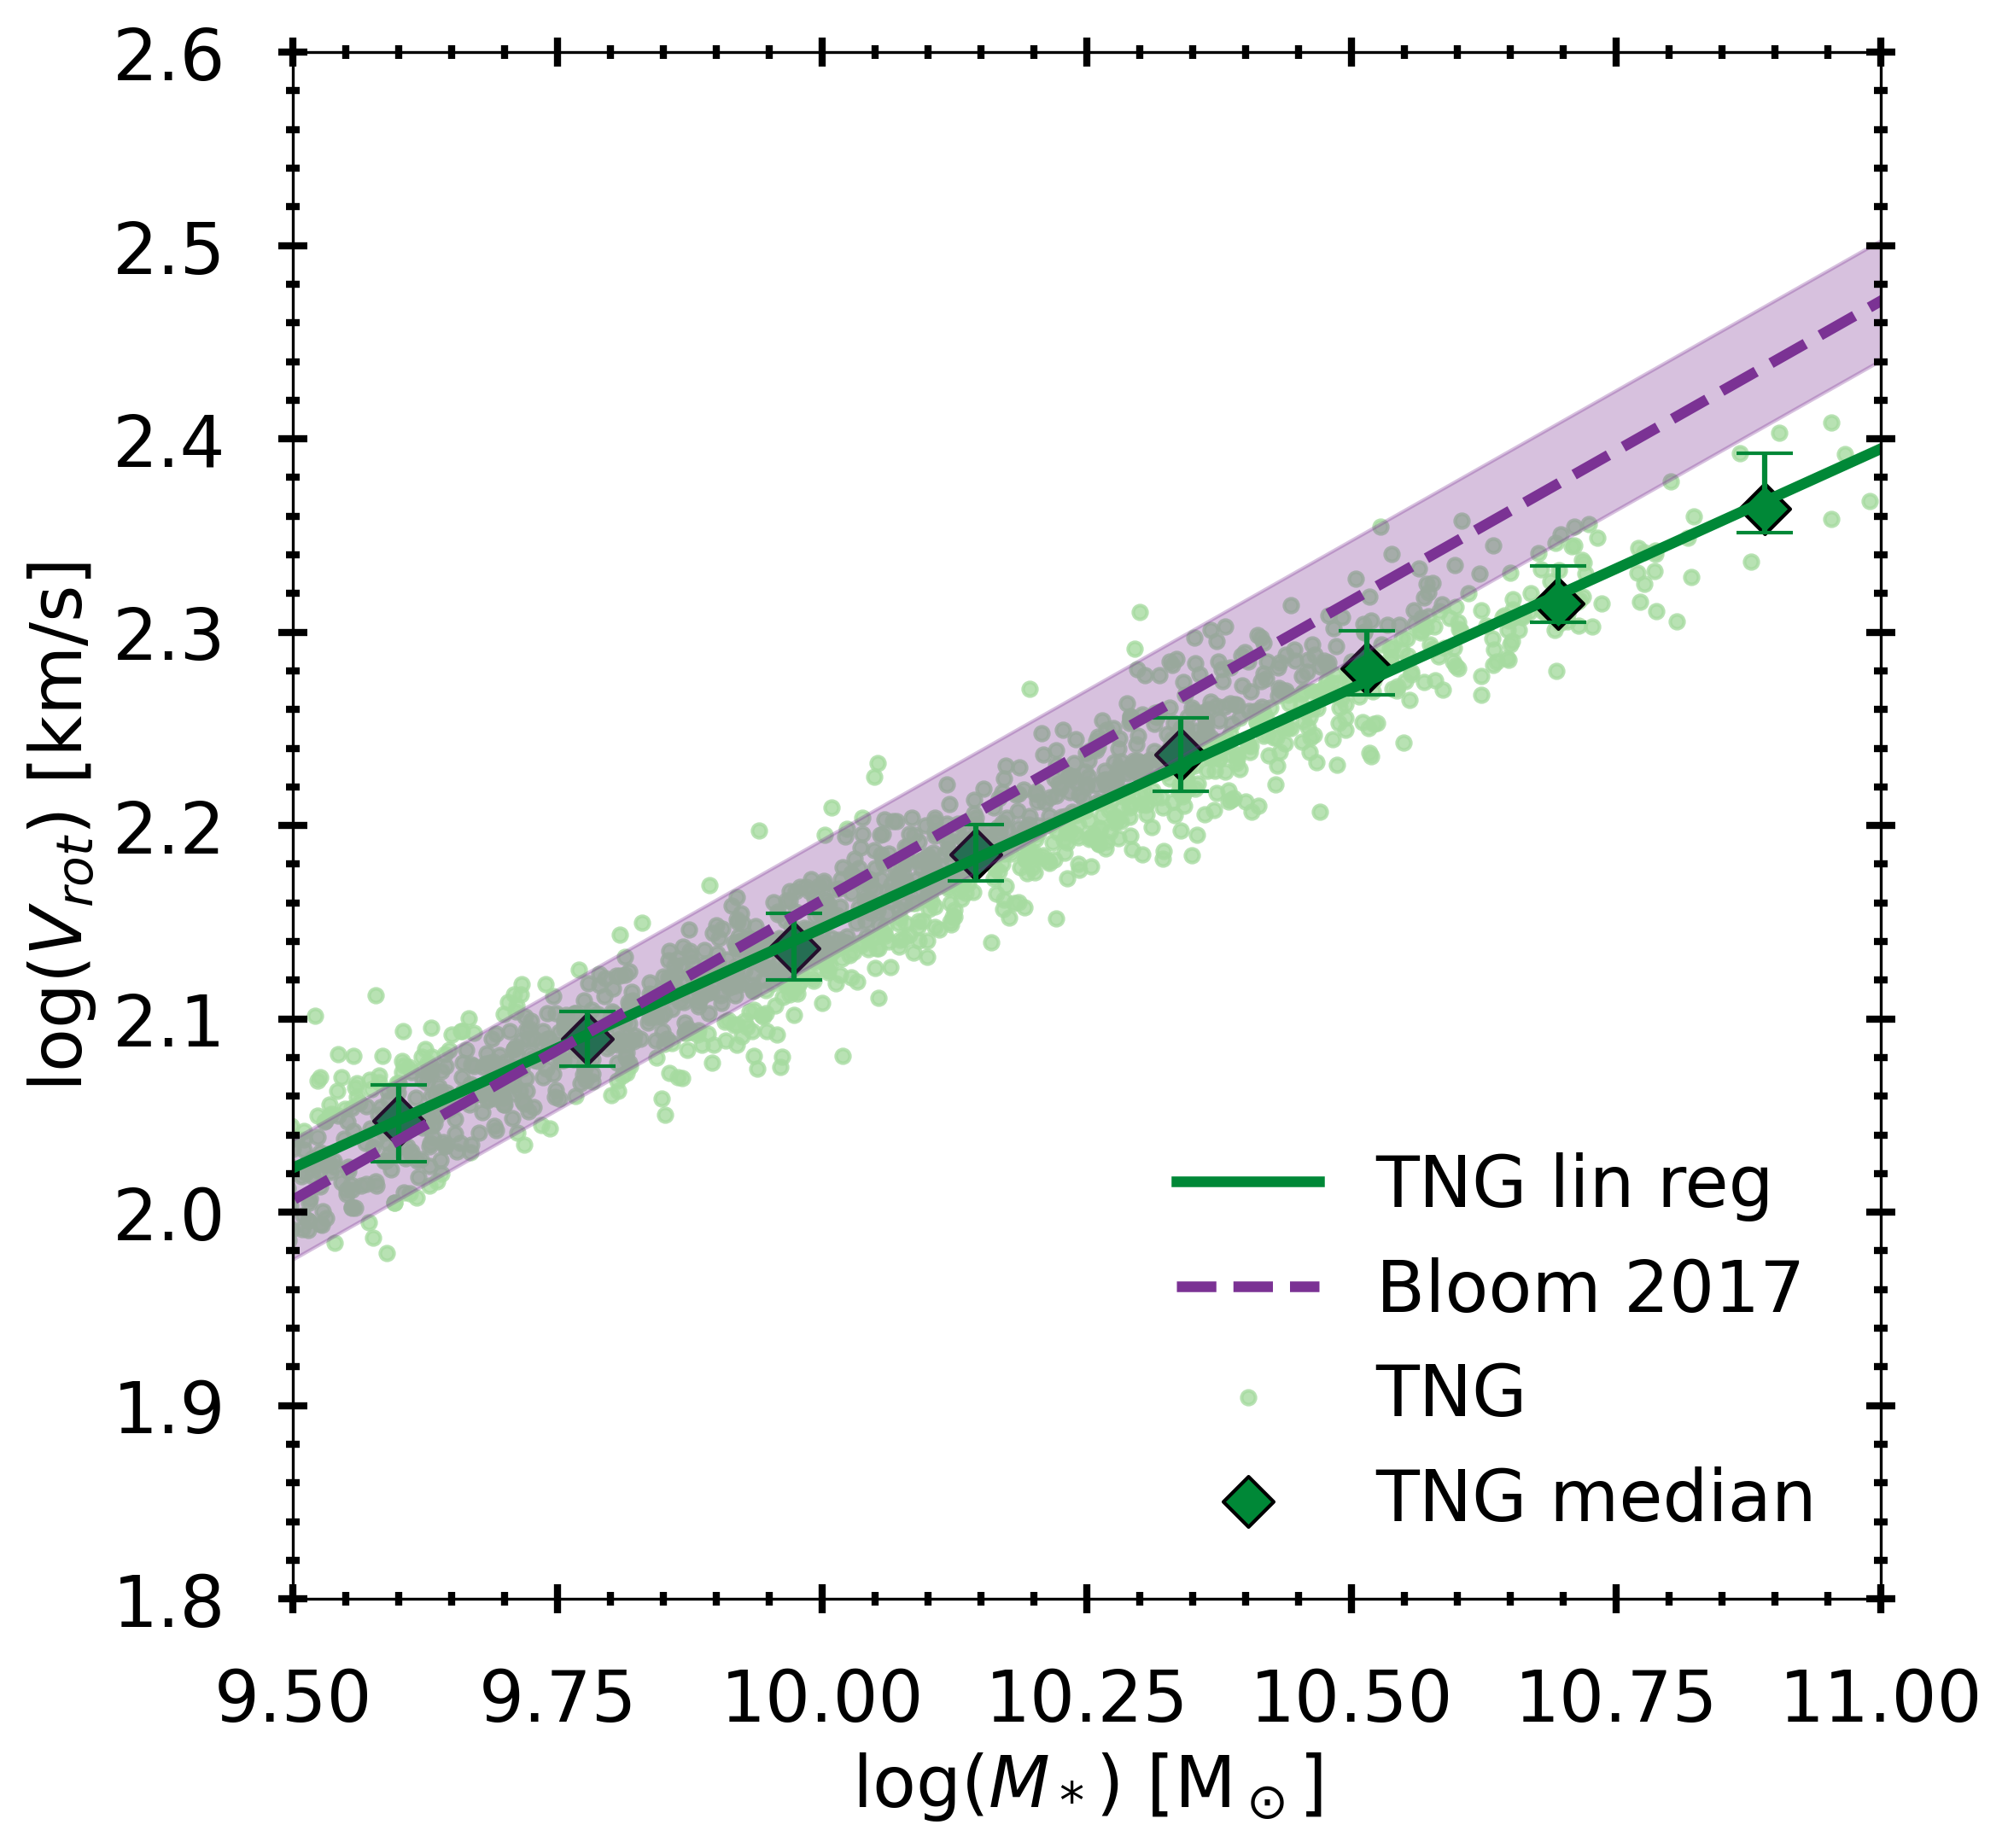 2.6
2.5
2.4
2.3
2.2
2.1
2.0
1.9
1.8
log(V_rot) [km/s]
TNG lin reg
Bloom 2017
TNG
TNG median
9.50 9.75 10.00 10.25 10.50 10.75 11.00
log(M_*) [M_⊙]